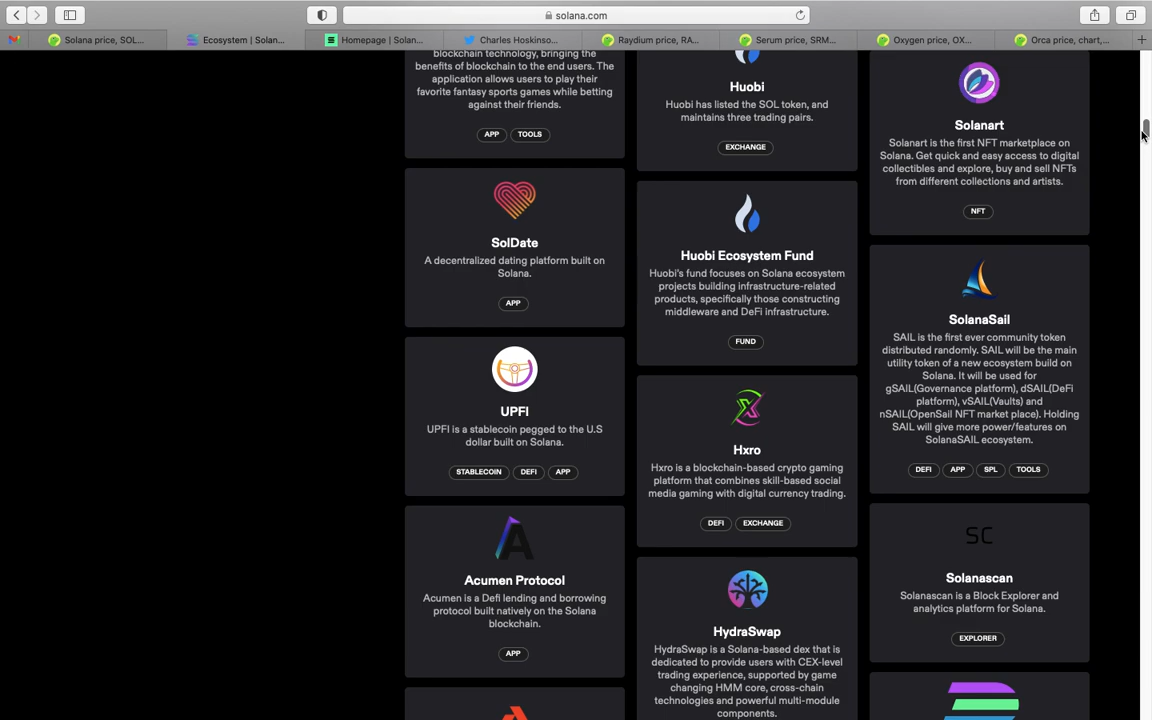 solana.com
Solana price, SOL...
Ecosystem | Solan...
Homepage | Solan...
Charles Hoskinso...
Raydium price, RA...
Serum price, SRM...
Oxygen price, OX...
Orca price, chart,...
blockchain technology, bringing the
benefits of blockchain to the end users. The
application allows users to play their
favorite fantasy sports games while betting
against their friends.
APP
TOOLS
SolDate
A decentralized dating platform built on
Solana.
APP
UPFI
UPFI is a stablecoin pegged to the U.S
dollar built on Solana.
STABLECOIN
DEFI
APP
Acumen Protocol
Acumen is a Defi lending and borrowing
protocol built natively on the Solana
blockchain.
APP
Huobi
Huobi has listed the SOL token, and
maintains three trading pairs.
EXCHANGE
Huobi Ecosystem Fund
Huobi's fund focuses on Solana ecosystem
projects building infrastructure-related
products, specifically those constructing
middleware and DeFi infrastructure.
FUND
Hxro
Hxro is a blockchain-based crypto gaming
platform that combines skill-based social
media gaming with digital currency trading.
DEFI
EXCHANGE
HydraSwap
HydraSwap is a Solana-based dex that is
dedicated to provide users with CEX-level
trading experience, supported by game
changing HMM core, cross-chain
technologies and powerful multi-module
components.
Solanart
Solanart is the first NFT marketplace on
Solana. Get quick and easy access to digital
collectibles and explore, buy and sell NFTs
from different collections and artists.
NFT
SolanaSail
SAIL is the first ever community token
distributed randomly. SAIL will be the main
utility token of a new ecosystem build on
Solana. It will be used for
gSAIL(Governance platform), dSAIL(DeFi
platform), vSAIL(Vaults) and
nSAIL(OpenSail NFT market place). Holding
SAIL will give more power/features on
SolanaSAIL ecosystem.
DEFI
APP
SPL
TOOLS
SC
Solanascan
Solanascan is a Block Explorer and
analytics platform for Solana.
EXPLORER